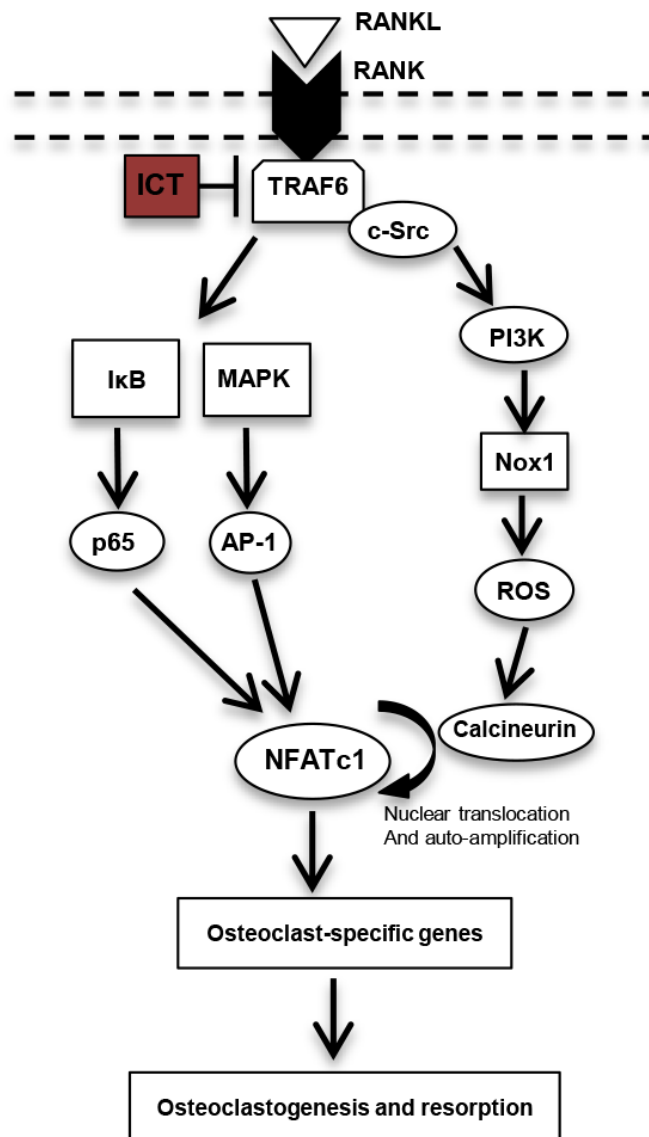 RANKL
RANK
ICT
TRAF6
c-Src
PI3K
IκB
MAPK
Nox1
p65
AP-1
ROS
Calcineurin
NFATc1
Nuclear translocation
And auto-amplification
Osteoclast-specific genes
Osteoclastogenesis and resorption